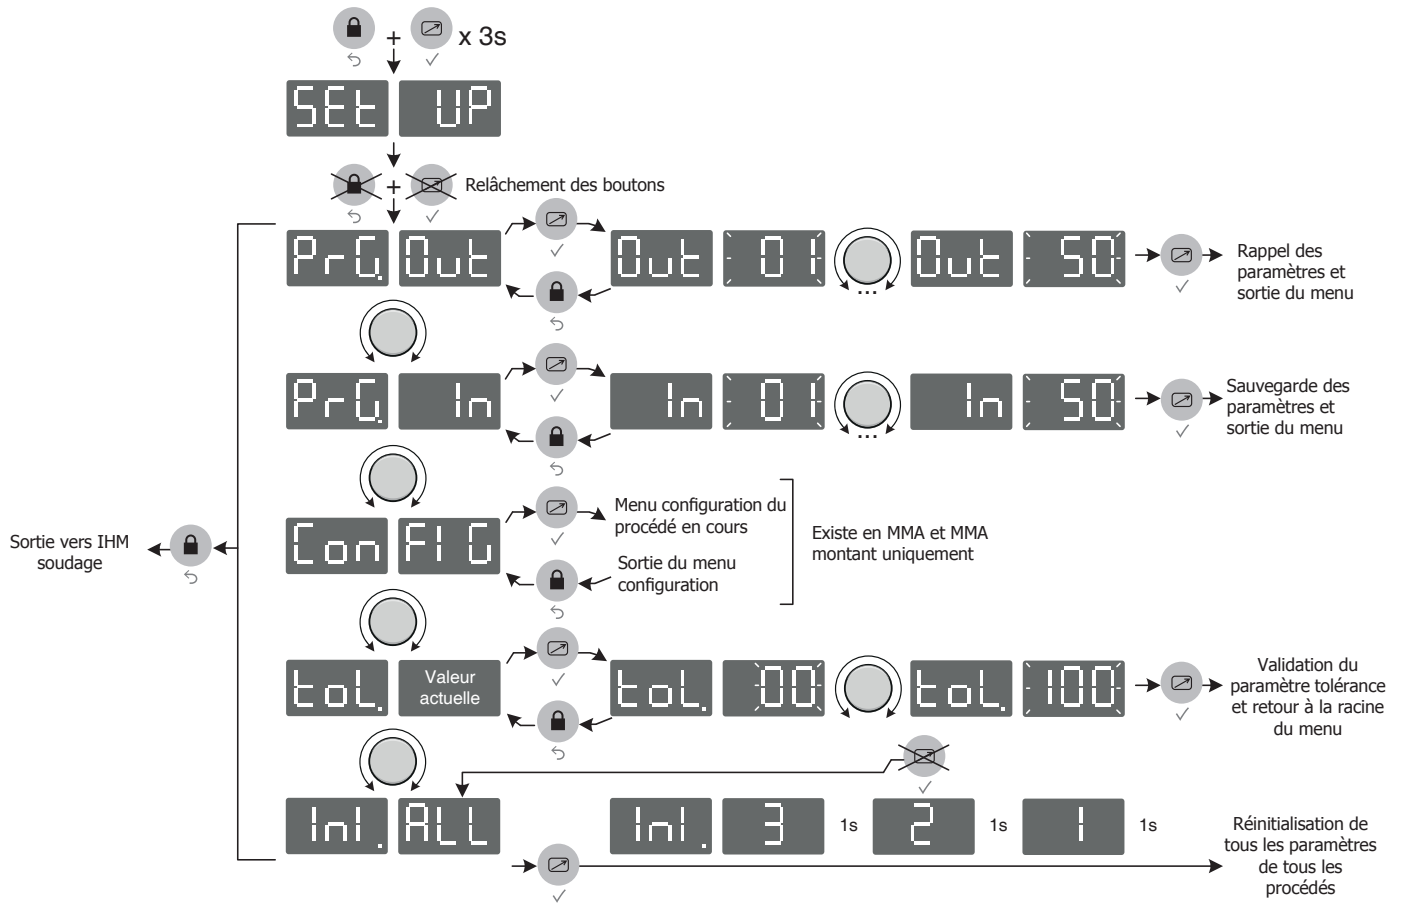 + x 3s
SEt UP
+ Relâchement des boutons
PrG. Out Out 01 ... Out 50
Rappel des
paramètres et
sortie du menu
PrG. In In 01 ... In 50
Sauvegarde des
paramètres et
sortie du menu
Con FIG
Menu configuration du
procédé en cours
Sortie du menu
configuration
Existe en MMA et MMA
montant uniquement
Sortie vers IHM
soudage
toL. Valeur
actuelle
toL. 00 toL. 100
Validation du
paramètre tolérance
et retour à la racine
du menu
InI. ALL InI. 3 1s 2 1s 1 1s
Réinitialisation de
tous les paramètres
de tous les
procédés